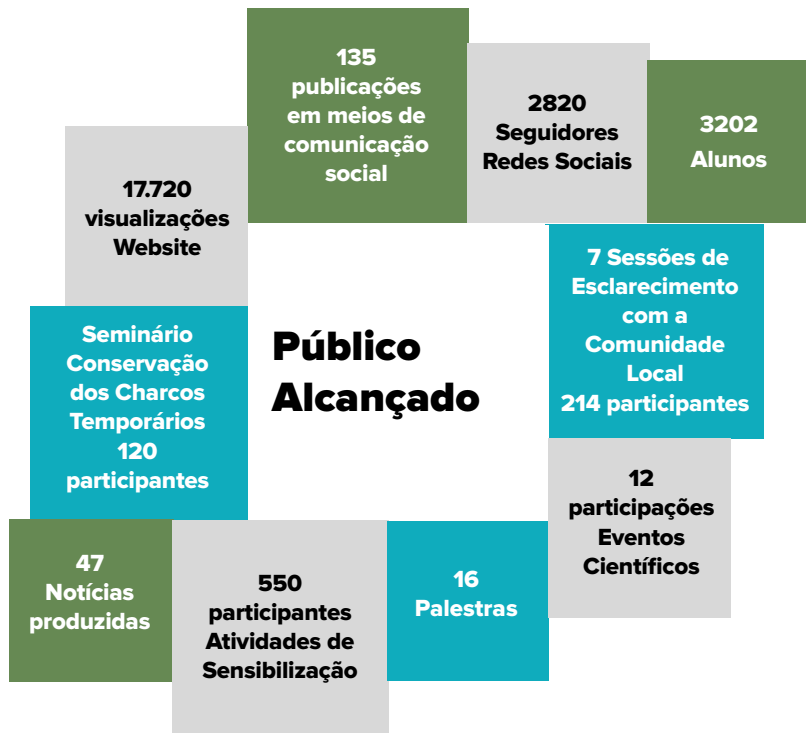 135
publicações
em meios de
comunicação
social
2820
Seguidores
Redes Sociais
3202
Alunos
17.720
visualizações
Website
7 Sessões de
Esclarecimento
com a
Comunidade
Local
214 participantes
Seminário
Conservação
dos Charcos
Temporários
120
participantes
Público
Alcançado
12
participações
Eventos
Científicos
47
Notícias
produzidas
550
participantes
Atividades de
Sensibilização
16
Palestras